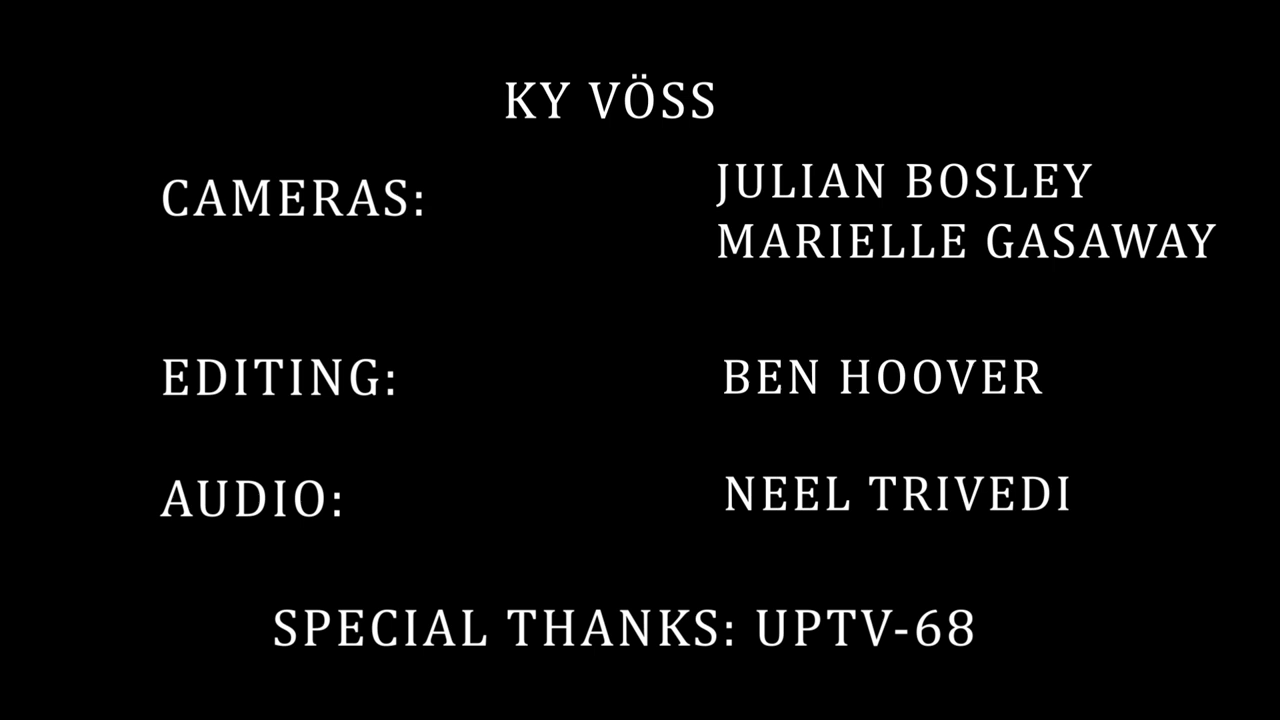 KY VÖSS
CAMERAS: JULIAN BOSLEY
MARIELLE GASAWAY
EDITING: BEN HOOVER
AUDIO: NEEL TRIVEDI
SPECIAL THANKS: UPTV-68